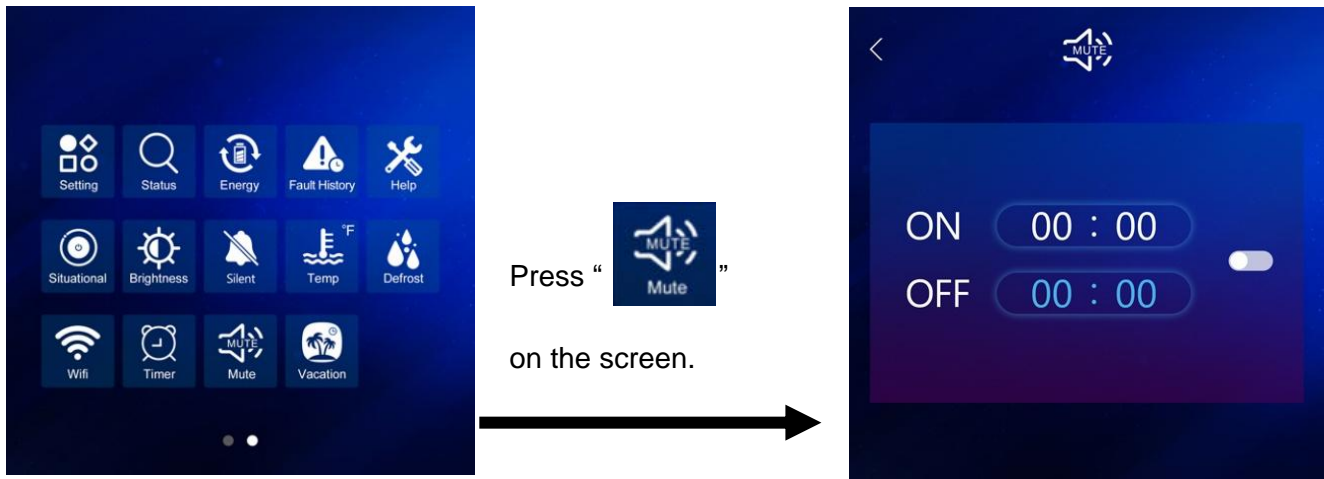 Setting Status Energy Fault History Help
Situational Brightness Silent °F Temp Defrost
MUTE
Wifi Timer Mute Vacation
Press “ MUTE Mute ”
on the screen.
MUTE
ON 00 : 00
OFF 00 : 00